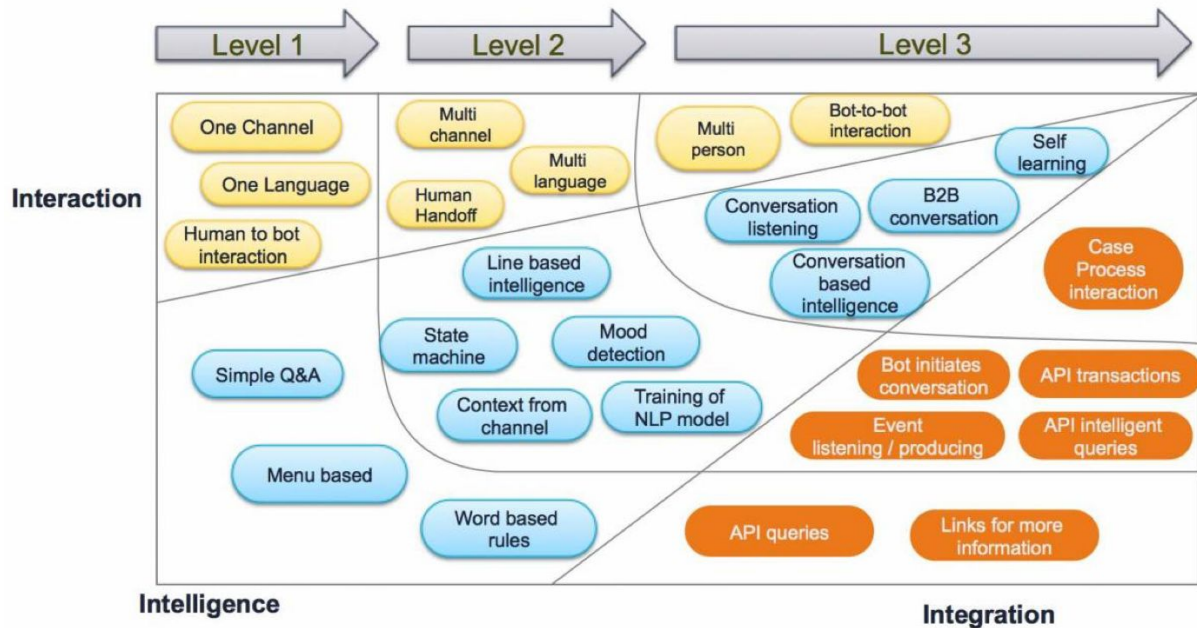 Level 1
Level 2
Level 3
Interaction
One Channel
One Language
Human to bot
interaction
Multi
channel
Multi
language
Human
Handoff
Multi
person
Bot-to-bot
interaction
Self
learning
Conversation
listening
B2B
conversation
Conversation
based
intelligence
Case
Process
interaction
Line based
intelligence
State
machine
Mood
detection
Simple Q&A
Context from
channel
Training of
NLP model
Bot initiates
conversation
API transactions
Event
listening / producing
API intelligent
queries
Menu based
Word based
rules
API queries
Links for more
information
Intelligence
Integration